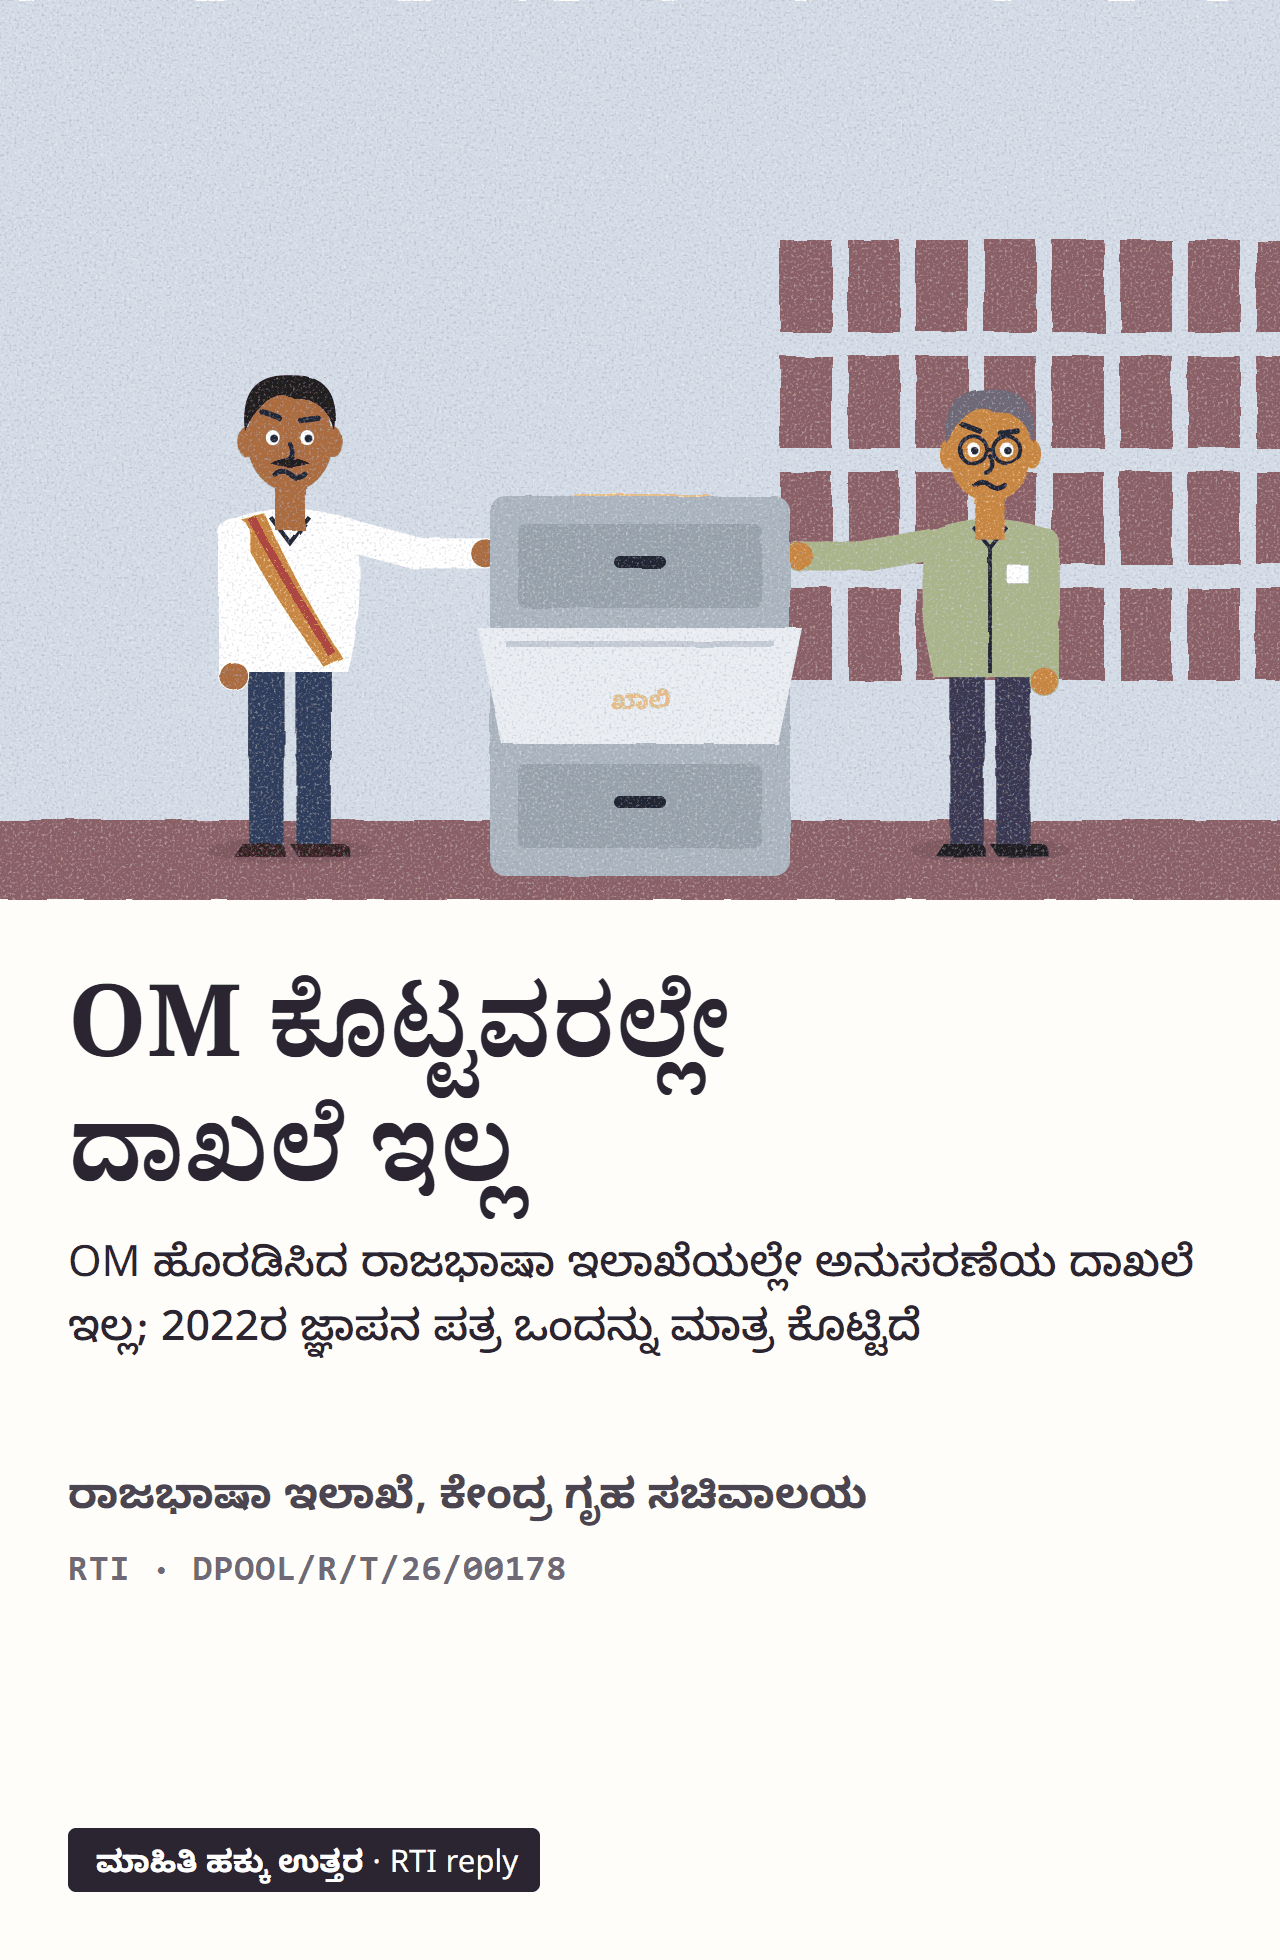 ಖಾಲಿ
OM ಕೊಟ್ಟವರಲ್ಲೇ
ದಾಖಲೆ ಇಲ್ಲ
OM ಹೊರಡಿಸಿದ ರಾಜಭಾಷಾ ಇಲಾಖೆಯಲ್ಲೇ ಅನುಸರಣೆಯ ದಾಖಲೆ
ಇಲ್ಲ; 2022ರ ಜ್ಞಾಪನ ಪತ್ರ ಒಂದನ್ನು ಮಾತ್ರ ಕೊಟ್ಟಿದೆ
ರಾಜಭಾಷಾ ಇಲಾಖೆ, ಕೇಂದ್ರ ಗೃಹ ಸಚಿವಾಲಯ
RTI · DPOOL/R/T/26/00178
ಮಾಹಿತಿ ಹಕ್ಕು ಉತ್ತರ · RTI reply